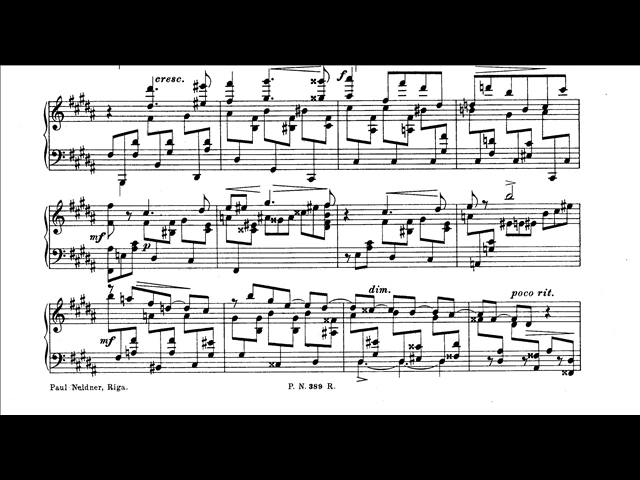 cresc.
f
mf
p
dim.
poco rit.
mf
Paul Neldner, Riga.
P. N. 389 R.